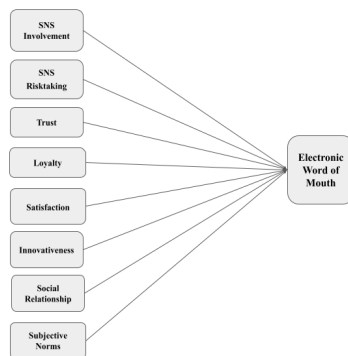 SNS
Involvement
SNS
Risktaking
Trust
Loyalty
Satisfaction
Innovativeness
Social
Relationship
Subjective
Norms
Electronic
Word of
Mouth